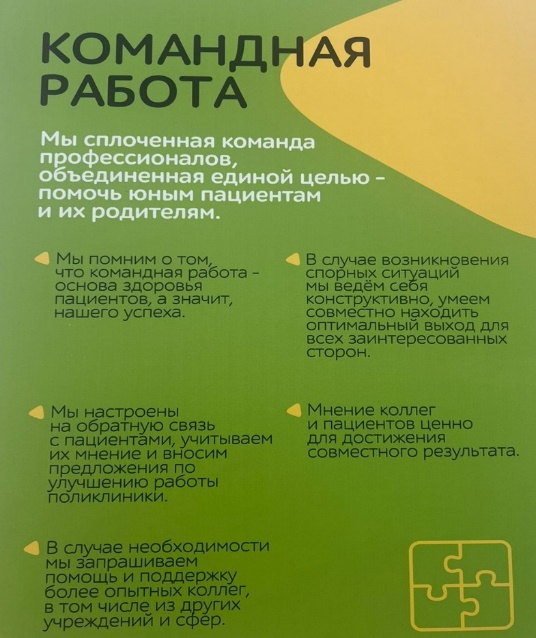 КОМАНДНАЯ
РАБОТА
Мы сплоченная команда
профессионалов,
объединенная единой целью –
помочь юным пациентам
и их родителям.
Мы помним о том,
что командная работа -
основа здоровья
пациентов, а значит,
нашего успеха.
В случае возникновения
спорных ситуаций
мы ведём себя
конструктивно, умеем
совместно находить
оптимальный выход для
всех заинтересованных
сторон.
Мы настроены
на обратную связь
с пациентами, учитываем
их мнение и вносим
предложения по
улучшению работы
поликлиники.
Мнение коллег
и пациентов ценно
для достижения
совместного результата.
В случае необходимости
мы запрашиваем
помощь и поддержку
более опытных коллег,
в том числе из других
учреждений и сфер.